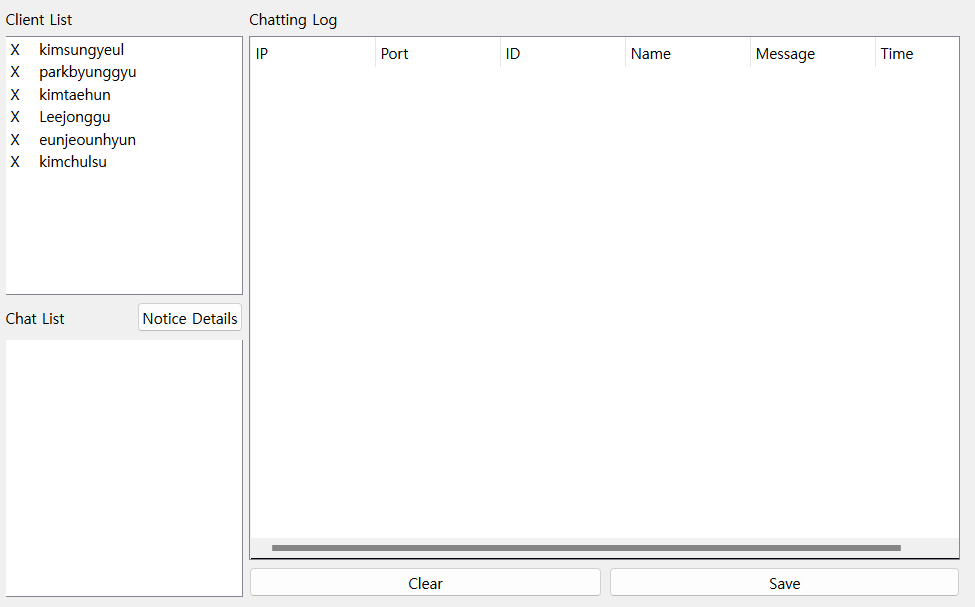 Client List
X kimsungyeul
X parkbyunggyu
X kimtaehun
X Leejonggu
X eunjeounhyun
X kimchulsu
Chat List
Notice Details
Chatting Log
IP Port ID Name Message Time
Clear
Save